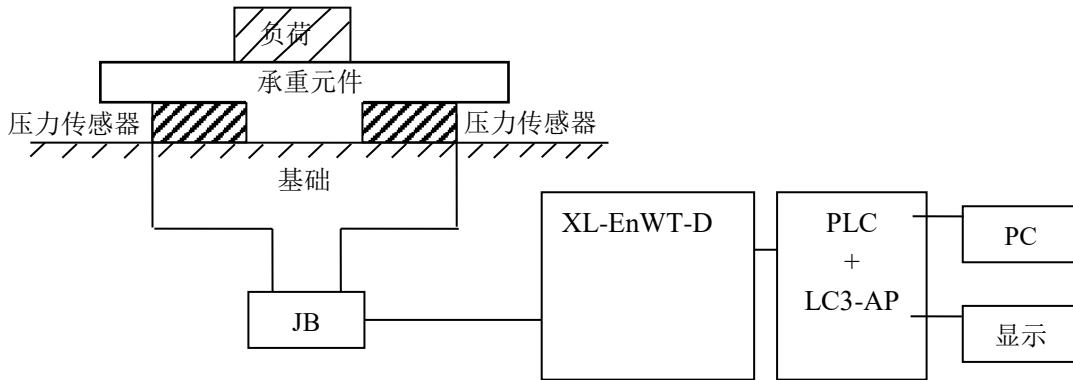 负荷
承重元件
压力传感器
压力传感器
基础
XL-EnWT-D
PLC
+
LC3-AP
PC
JB
显示